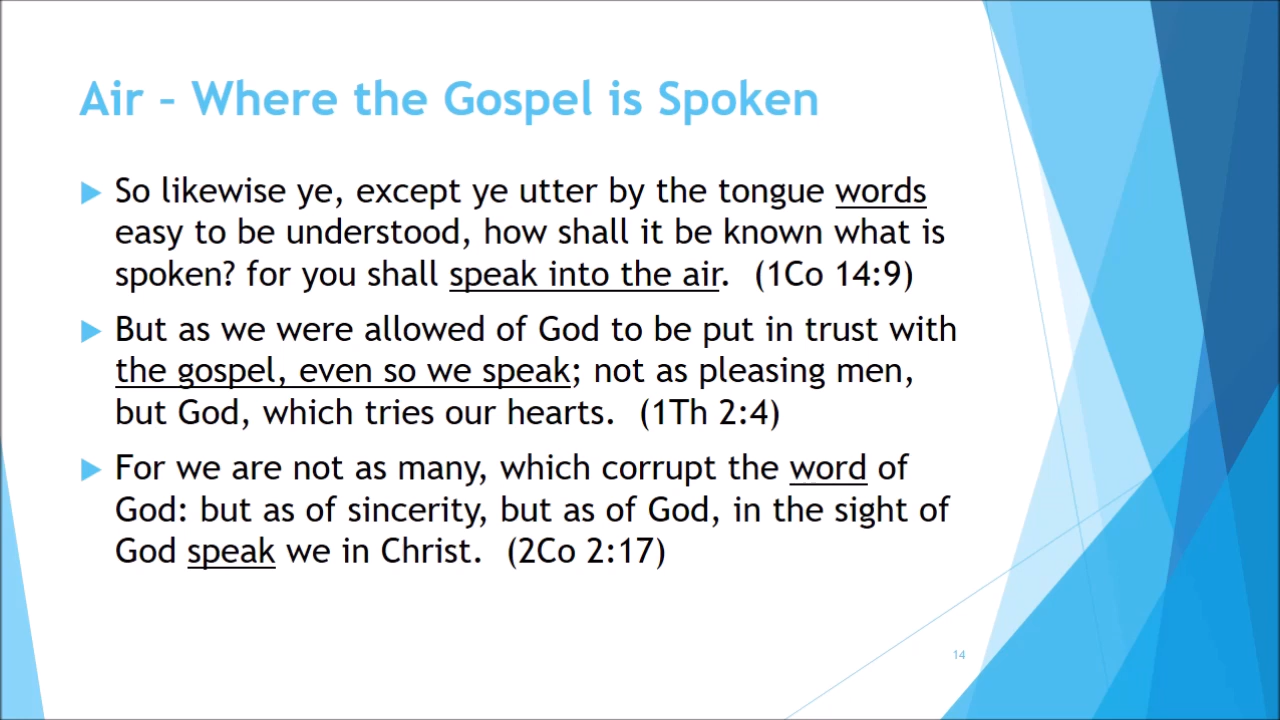 Air – Where the Gospel is Spoken
So likewise ye, except ye utter by the tongue words
easy to be understood, how shall it be known what is
spoken? for you shall speak into the air.  (1Co 14:9)
But as we were allowed of God to be put in trust with
the gospel, even so we speak; not as pleasing men,
but God, which tries our hearts.  (1Th 2:4)
For we are not as many, which corrupt the word of
God: but as of sincerity, but as of God, in the sight of
God speak we in Christ.  (2Co 2:17)
14